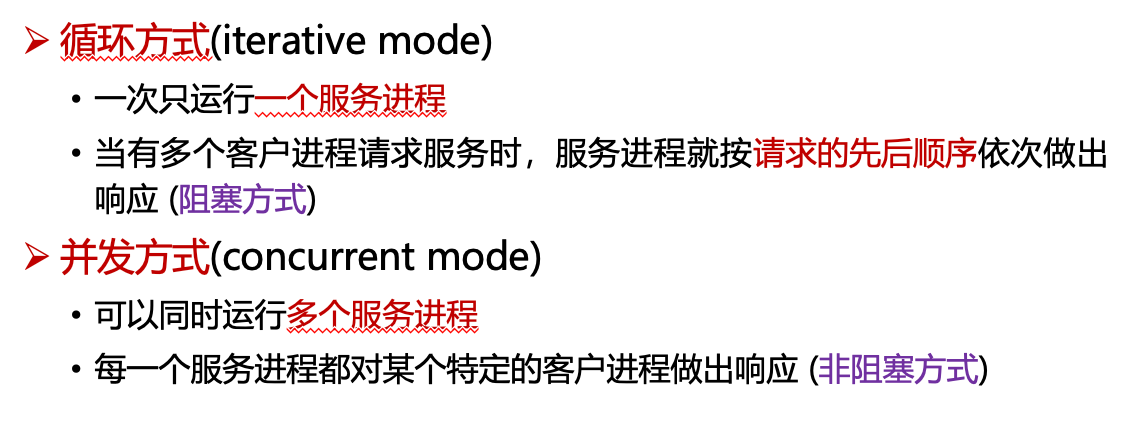 ➢ 循环方式(iterative mode)
• 一次只运行一个服务进程
• 当有多个客户进程请求服务时，服务进程就按请求的先后顺序依次做出
响应 (阻塞方式)
➢ 并发方式(concurrent mode)
• 可以同时运行多个服务进程
• 每一个服务进程都对某个特定的客户进程做出响应 (非阻塞方式)